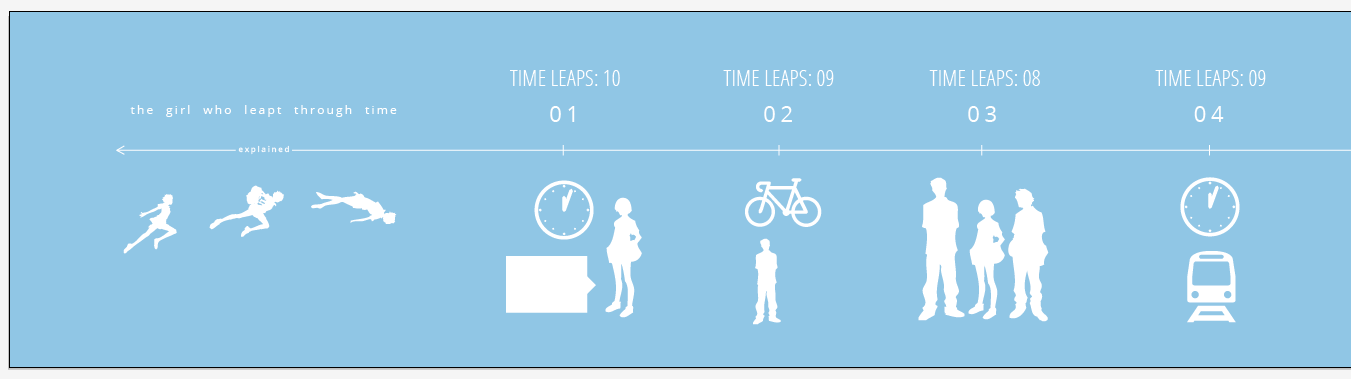 the girl who leapt through time
explained
TIME LEAPS: 10
01
TIME LEAPS: 09
02
TIME LEAPS: 08
03
TIME LEAPS: 09
04